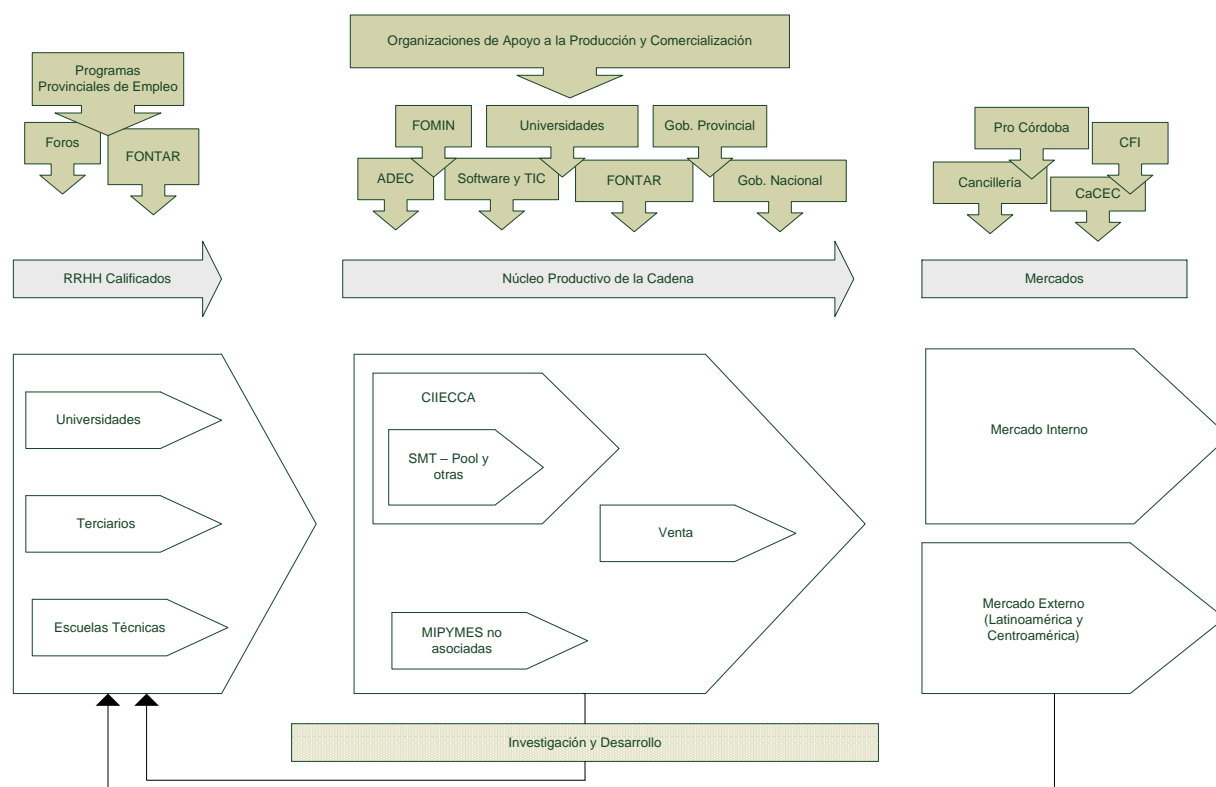 Organizaciones de Apoyo a la Producción y Comercialización
Programas
Provinciales de Empleo
Foros
FONTAR
FOMIN
Universidades
Gob. Provincial
ADEC
Software y TIC
FONTAR
Gob. Nacional
Pro Córdoba
CFI
Cancillería
CaCEC
RRHH Calificados
Núcleo Productivo de la Cadena
Mercados
Universidades
Terciarios
Escuelas Técnicas
CIIECCA
SMT – Pool y
otras
Venta
MIPYMES no
asociadas
Mercado Interno
Mercado Externo
(Latinoamérica y
Centroamérica)
Investigación y Desarrollo